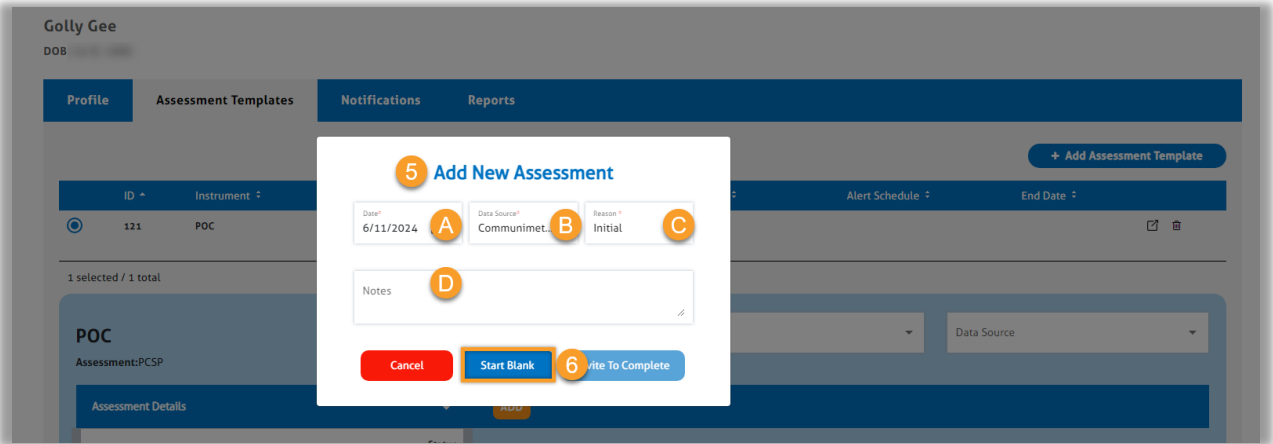 Golly Gee
DOB
Profile Assessment Templates Notifications Reports
+ Add Assessment Template
5 Add New Assessment
ID Instrument Alert Schedule End Date
Date* Data Source* Reason *
6/11/2024 A Communimet... B Initial C
121 POC
1 selected / 1 total
Notes D
POC
Data Source
Assessment:PCSP
Cancel Start Blank 6 vite To Complete
Assessment Details ADD